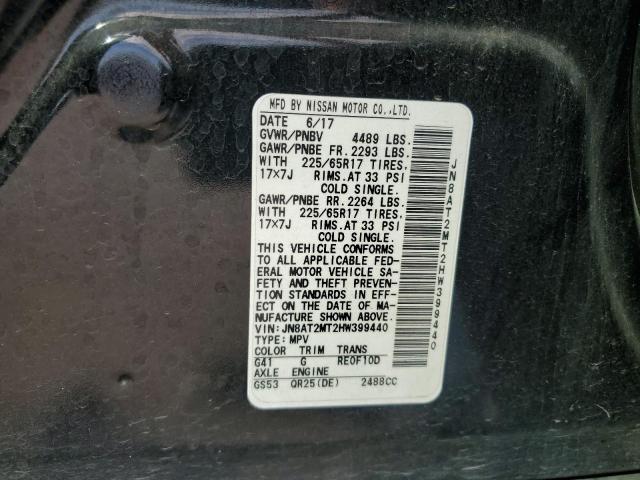 MFD BY NISSAN MOTOR CO.,LTD.
DATE 6/17
GVWR/PNBV 4489 LBS.
GAWR/PNBE FR. 2293 LBS.
WITH 225/65R17 TIRES.
17X7J RIMS.AT 33 PSI
COLD SINGLE.
GAWR/PNBE RR. 2264 LBS.
WITH 225/65R17 TIRES.
17X7J RIMS.AT 33 PSI
COLD SINGLE.
THIS VEHICLE CONFORMS
TO ALL APPLICABLE FED-
ERAL MOTOR VEHICLE SA-
FETY AND THEFT PREVEN-
TION STANDARDS IN EFF-
ECT ON THE DATE OF MA-
NUFACTURE SHOWN ABOVE.
VIN: JN8AT2MT2HW399440
TYPE: MPV
COLOR TRIM TRANS
G41 G RE0F10D
AXLE ENGINE
GS53 QR25(DE) 2488CC
JN8AT2MT2HW399440